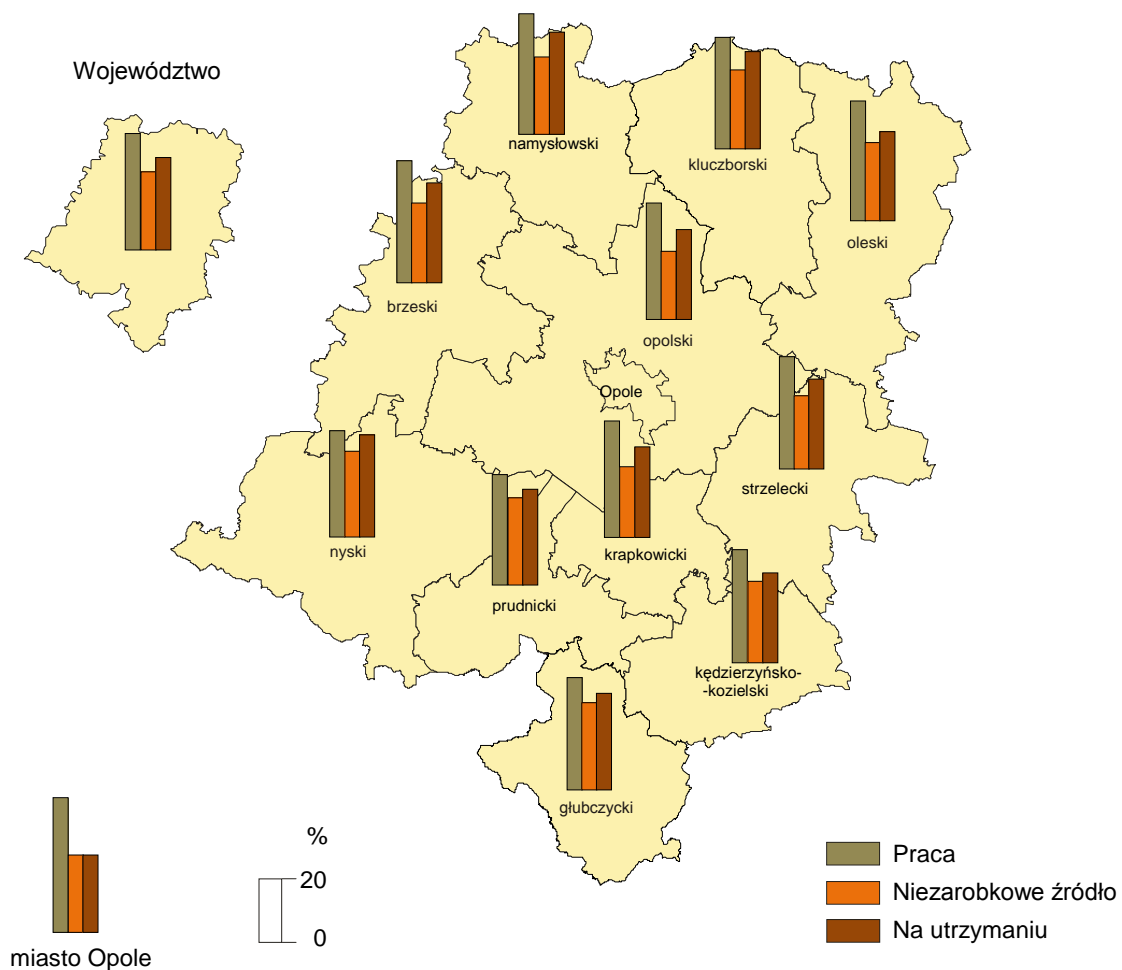 Województwo
namysłowski
kluczborski
oleski
brzeski
opolski
Opole
strzelecki
nyski
krapkowicki
prudnicki
kędzierzyńsko-
-kozielski
głubczycki
%
20
0
miasto Opole
Praca
Niezarobkowe źródło
Na utrzymaniu